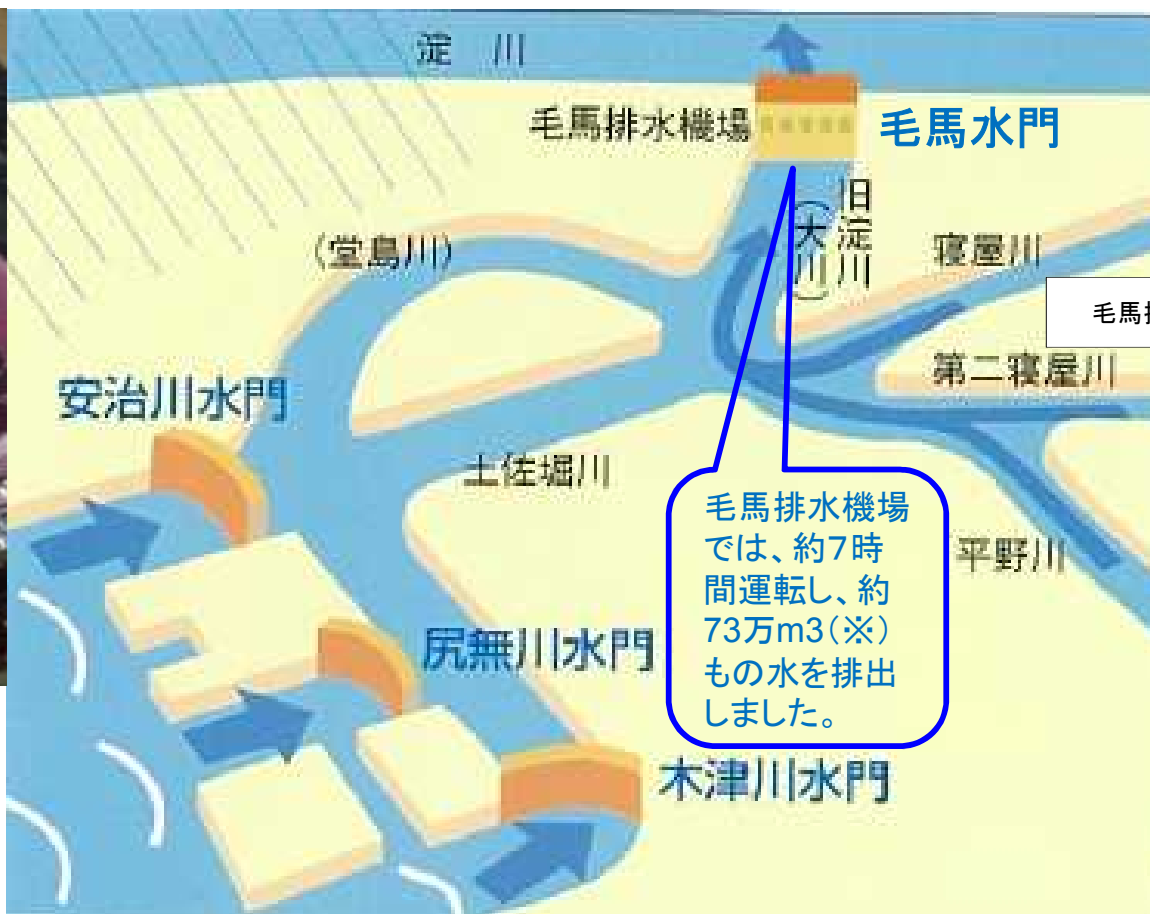 淀 川
毛馬排水機場
毛馬水門
旧淀川
(大川)
(堂島川)
寝屋川
毛馬
第二寝屋川
安治川水門
土佐堀川
毛馬排水機場
では、約7時
間運転し、約
73万m3(※)
もの水を排出
しました。
平野川
尻無川水門
木津川水門